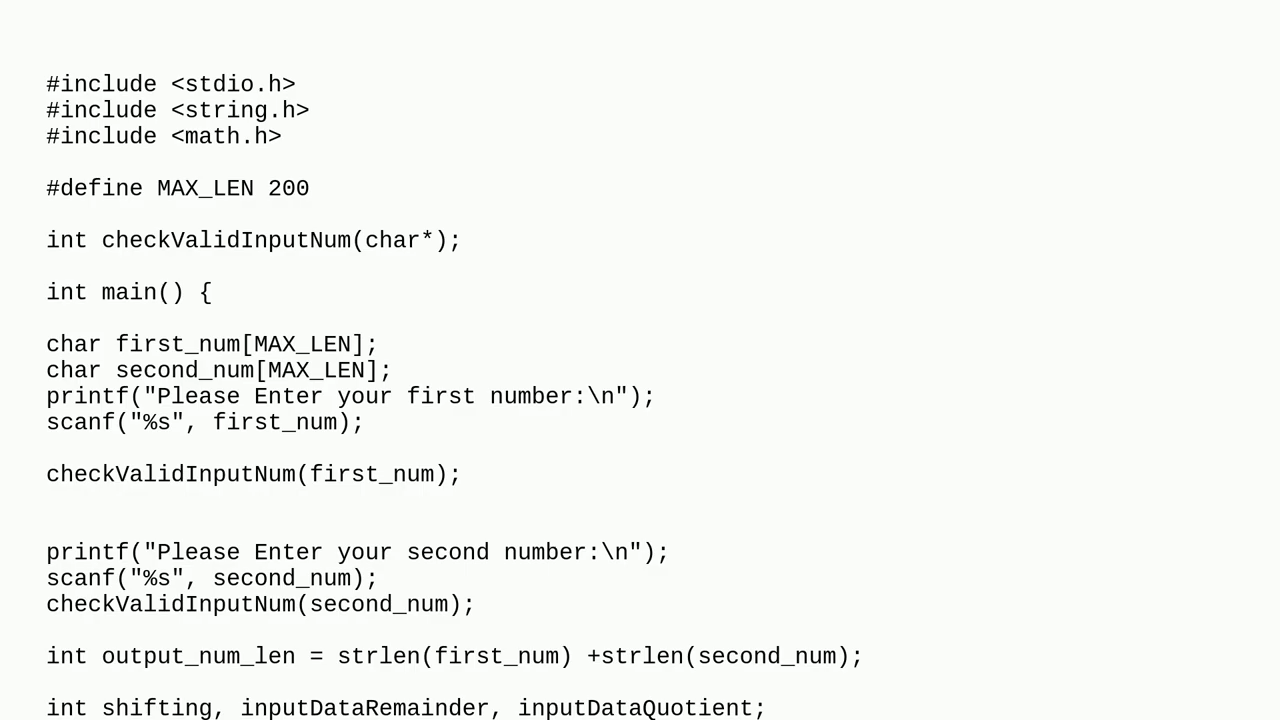 #include <stdio.h>
#include <string.h>
#include <math.h>
#define MAX_LEN 200
int checkValidInputNum(char*);
int main() {
char first_num[MAX_LEN];
char second_num[MAX_LEN];
printf("Please Enter your first number:\n");
scanf("%s", first_num);
checkValidInputNum(first_num);
printf("Please Enter your second number:\n");
scanf("%s", second_num);
checkValidInputNum(second_num);
int output_num_len = strlen(first_num) +strlen(second_num);
int shifting, inputDataRemainder, inputDataQuotient;